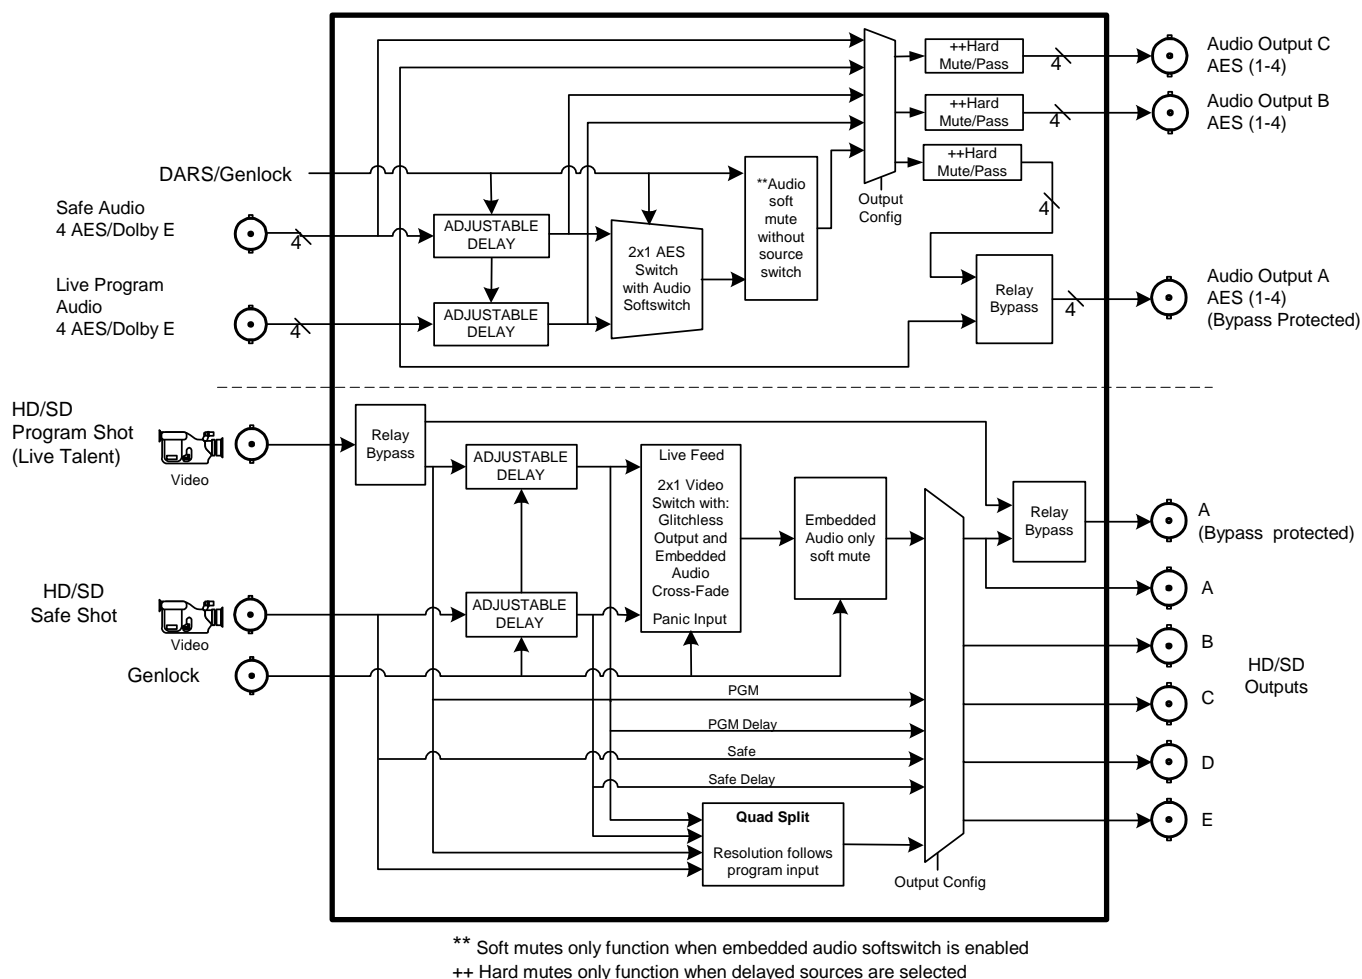 ++Hard
Mute/Pass
4
Audio Output C
AES (1-4)
++Hard
Mute/Pass
4
Audio Output B
AES (1-4)
++Hard
Mute/Pass
DARS/Genlock
**Audio
soft
mute
without
source
switch
Output
Config
4
Safe Audio
4 AES/Dolby E
4
ADJUSTABLE
DELAY
2x1 AES
Switch
with Audio
Softswitch
Live Program
Audio
4 AES/Dolby E
4
ADJUSTABLE
DELAY
Relay
Bypass
4
Audio Output A
AES (1-4)
(Bypass Protected)
HD/SD
Program Shot
(Live Talent)
Video
Relay
Bypass
ADJUSTABLE
DELAY
Live Feed
2x1 Video
Switch with:
Glitchless
Output and
Embedded
Audio
Cross-Fade
Panic Input
Embedded
Audio only
soft mute
Relay
Bypass
A
(Bypass protected)
HD/SD
Safe Shot
Video
ADJUSTABLE
DELAY
A
Genlock
B
HD/SD
Outputs
PGM
C
PGM Delay
Safe
D
Safe Delay
Quad Split
Resolution follows
program input
E
Output Config
** Soft mutes only function when embedded audio softswitch is enabled
++ Hard mutes only function when delayed sources are selected